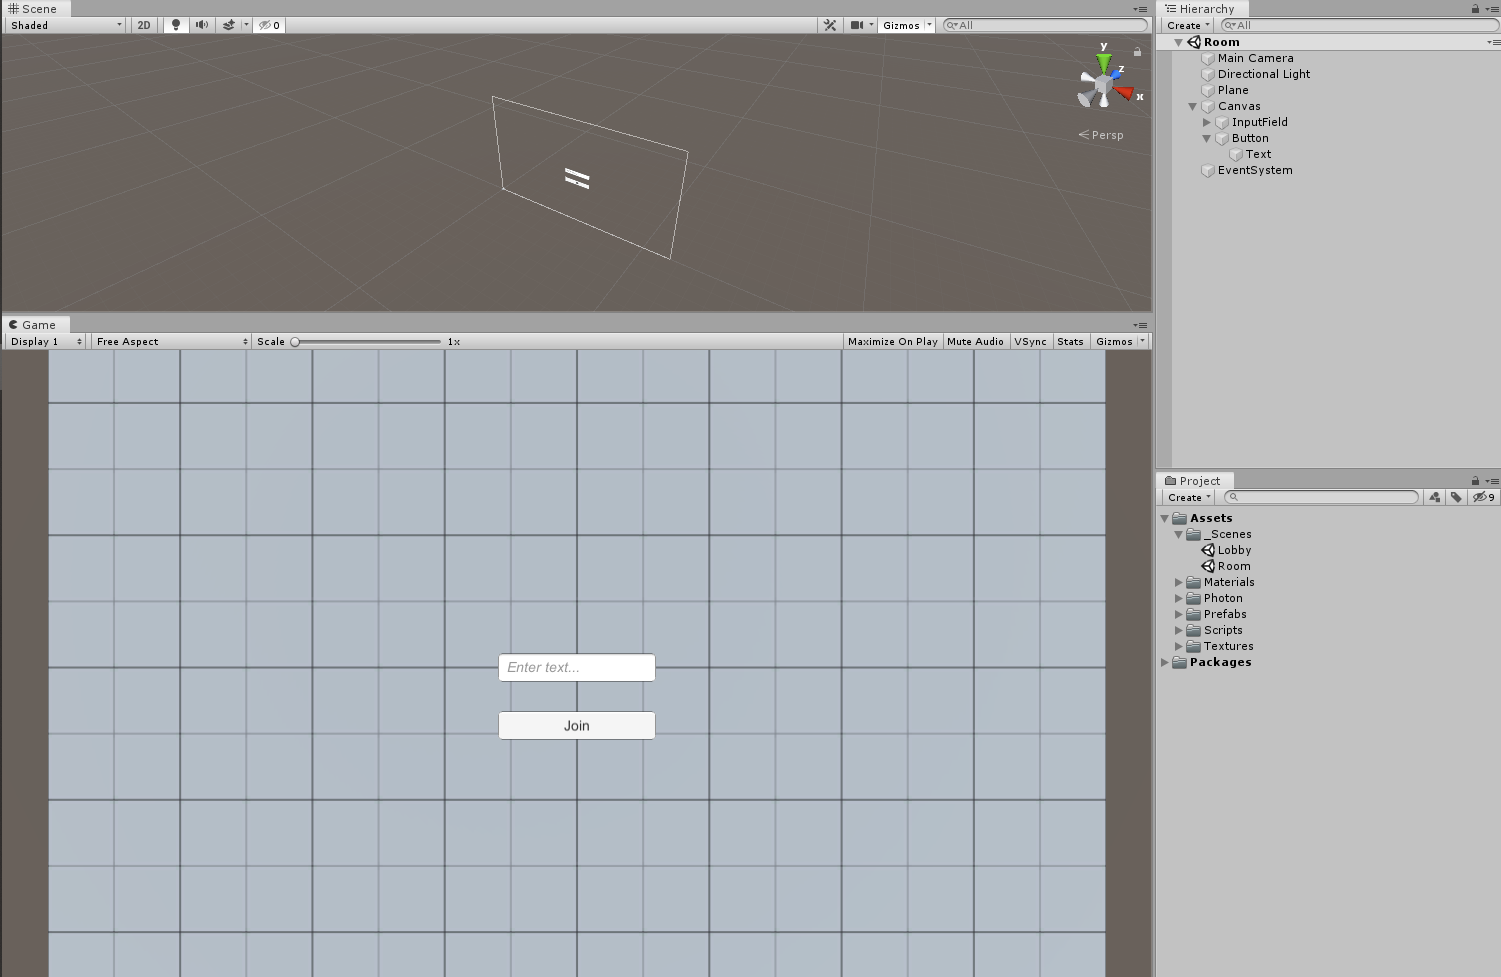 Scene
Shaded 2D 0 Gizmos All
y
z
x
Persp
Game
Display 1 Free Aspect Scale 1x Maximize On Play Mute Audio VSync Stats Gizmos
Enter text...
Join
Hierarchy
Create All
Room
Main Camera
Directional Light
Plane
Canvas
InputField
Button
Text
EventSystem
Project
Create 9
Assets
_Scenes
Lobby
Room
Materials
Photon
Prefabs
Scripts
Textures
Packages